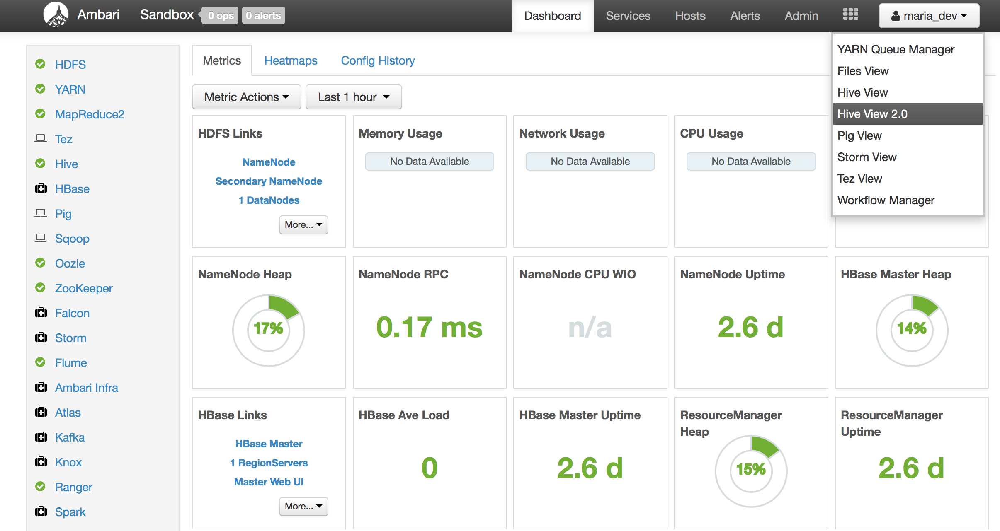 Ambari
Sandbox
0 ops
0 alerts
Dashboard
Services
Hosts
Alerts
Admin
maria_dev
YARN Queue Manager
Files View
Hive View
Hive View 2.0
Pig View
Storm View
Tez View
Workflow Manager
HDFS
YARN
MapReduce2
Tez
Hive
HBase
Pig
Sqoop
Oozie
ZooKeeper
Falcon
Storm
Flume
Ambari Infra
Atlas
Kafka
Knox
Ranger
Spark
Metrics
Heatmaps
Config History
Metric Actions
Last 1 hour
HDFS Links
NameNode
Secondary NameNode
1 DataNodes
More...
Memory Usage
No Data Available
Network Usage
No Data Available
CPU Usage
No Data Available
NameNode Heap
17%
NameNode RPC
0.17 ms
NameNode CPU WIO
n/a
NameNode Uptime
2.6 d
HBase Master Heap
14%
HBase Links
HBase Master
1 RegionServers
Master Web UI
More...
HBase Ave Load
0
HBase Master Uptime
2.6 d
ResourceManager
Heap
15%
ResourceManager
Uptime
2.6 d